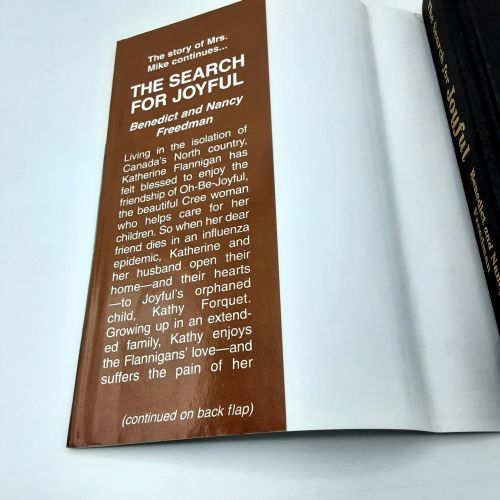 The story of Mrs.
Mike continues...
THE SEARCH
FOR JOYFUL
Benedict and Nancy
Freedman
Living in the isolation of
Canada's North country,
Katherine Flannigan has
felt blessed to enjoy the
friendship of Oh-Be-Joyful,
the beautiful Cree woman
who helps care for her
children. So when her dear
friend dies in an influenza
epidemic, Katherine and
her husband open their
home—and their hearts
—to Joyful's orphaned
child, Kathy Forquet.
Growing up in an extend-
ed family, Kathy enjoys
the Flannigans' love—and
suffers the pain of her
(continued on back flap)
The Search for Joyful
Benedict and
Freedman